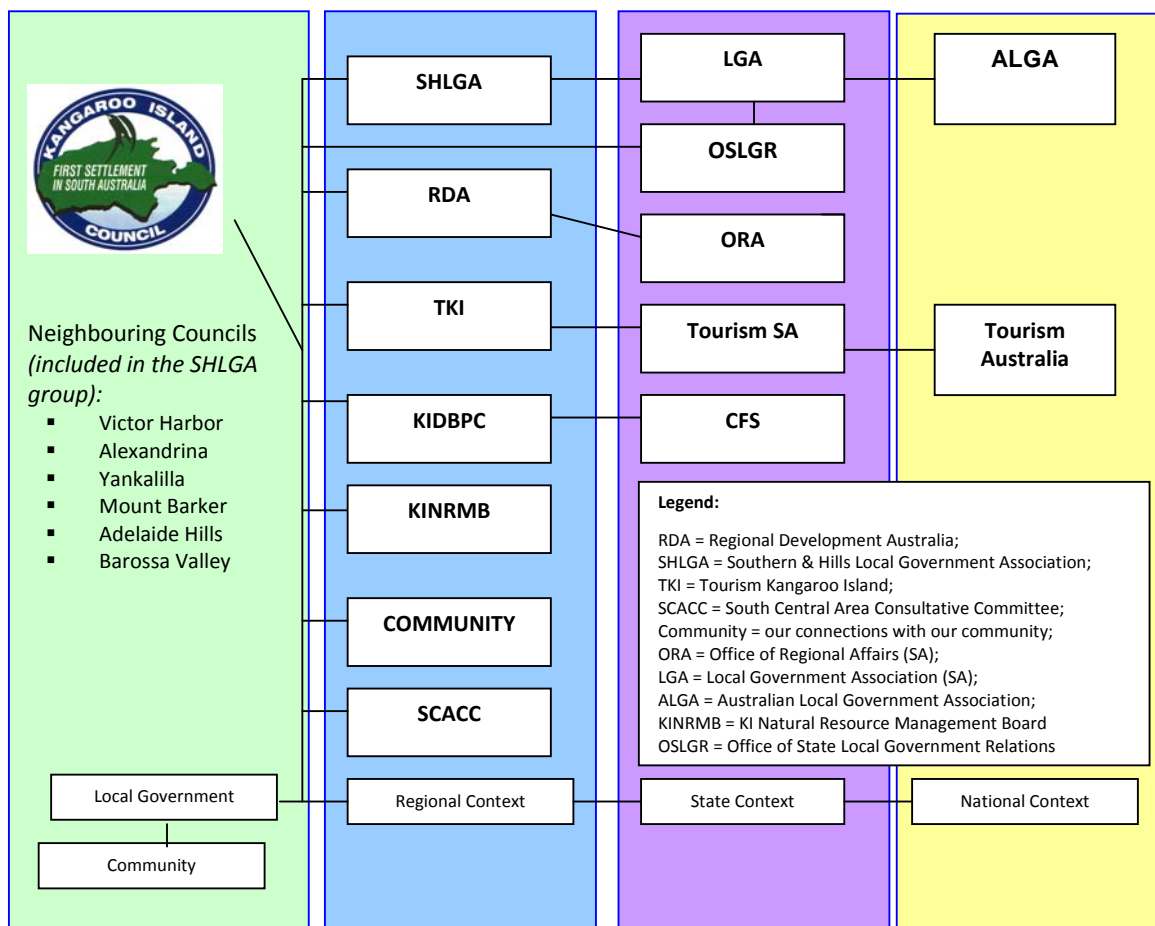 KANGAROO ISLAND
FIRST SETTLEMENT
IN SOUTH AUSTRALIA
COUNCIL
Neighbouring Councils
(included in the SHLGA
group):
▪ Victor Harbor
▪ Alexandrina
▪ Yankalilla
▪ Mount Barker
▪ Adelaide Hills
▪ Barossa Valley
Local Government
Community
SHLGA
RDA
TKI
KIDBPC
KINRMB
COMMUNITY
SCACC
Regional Context
LGA
OSLGR
ORA
Tourism SA
CFS
State Context
ALGA
Tourism
Australia
National Context
Legend:
RDA = Regional Development Australia;
SHLGA = Southern & Hills Local Government Association;
TKI = Tourism Kangaroo Island;
SCACC = South Central Area Consultative Committee;
Community = our connections with our community;
ORA = Office of Regional Affairs (SA);
LGA = Local Government Association (SA);
ALGA = Australian Local Government Association;
KINRMB = KI Natural Resource Management Board
OSLGR = Office of State Local Government Relations